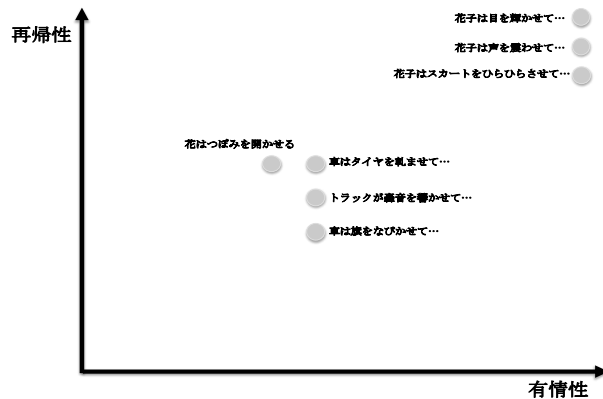 花子は目を輝かせて…
再帰性
花子は声を震わせて…
花子はスカートをひらひらさせて…
花はつぼみを開かせる
車はタイヤを軋ませて…
トラックが轟音を響かせて…
車は旗をなびかせて…
有情性